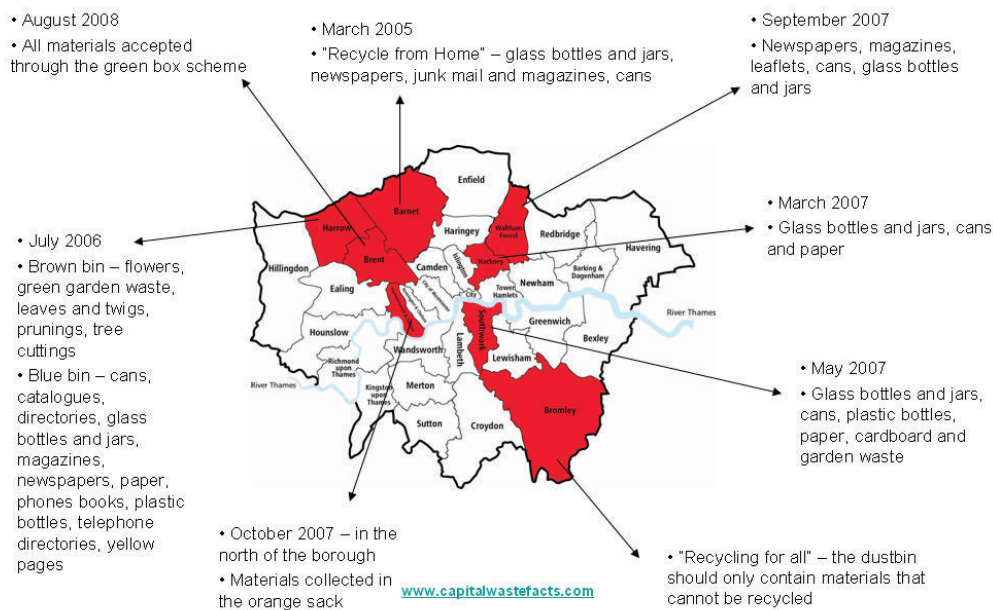 • August 2008
• All materials accepted
through the green box scheme
• March 2005
• "Recycle from Home" – glass bottles and jars,
newspapers, junk mail and magazines, cans
• September 2007
• Newspapers, magazines,
leaflets, cans, glass bottles
and jars
• March 2007
• Glass bottles and jars, cans
and paper
• July 2006
• Brown bin – flowers,
green garden waste,
leaves and twigs,
prunings, tree
cuttings
• Blue bin – cans,
catalogues,
directories, glass
bottles and jars,
magazines,
newspapers, paper,
phones books, plastic
bottles, telephone
directories, yellow
pages
Enfield
Barnet
Harrow
Haringey
Waltham
Forest
Redbridge
Havering
Brent
Hackney
Hillingdon
Camden
Islington
Barking &
Dagenham
Ealing
City of Westminster
City
Tower
Hamlets
Newham
River Thames
Hounslow
Southwark
Greenwich
Bexley
Wandsworth
Lambeth
Lewisham
Richmond
upon
Thames
River Thames
Kingston
upon
Thames
Merton
Bromley
Sutton
Croydon
• May 2007
• Glass bottles and jars,
cans, plastic bottles,
paper, cardboard and
garden waste
• October 2007 – in the
north of the borough
• Materials collected in
the orange sack
www.capitalwastefacts.com
• "Recycling for all" – the dustbin
should only contain materials that
cannot be recycled